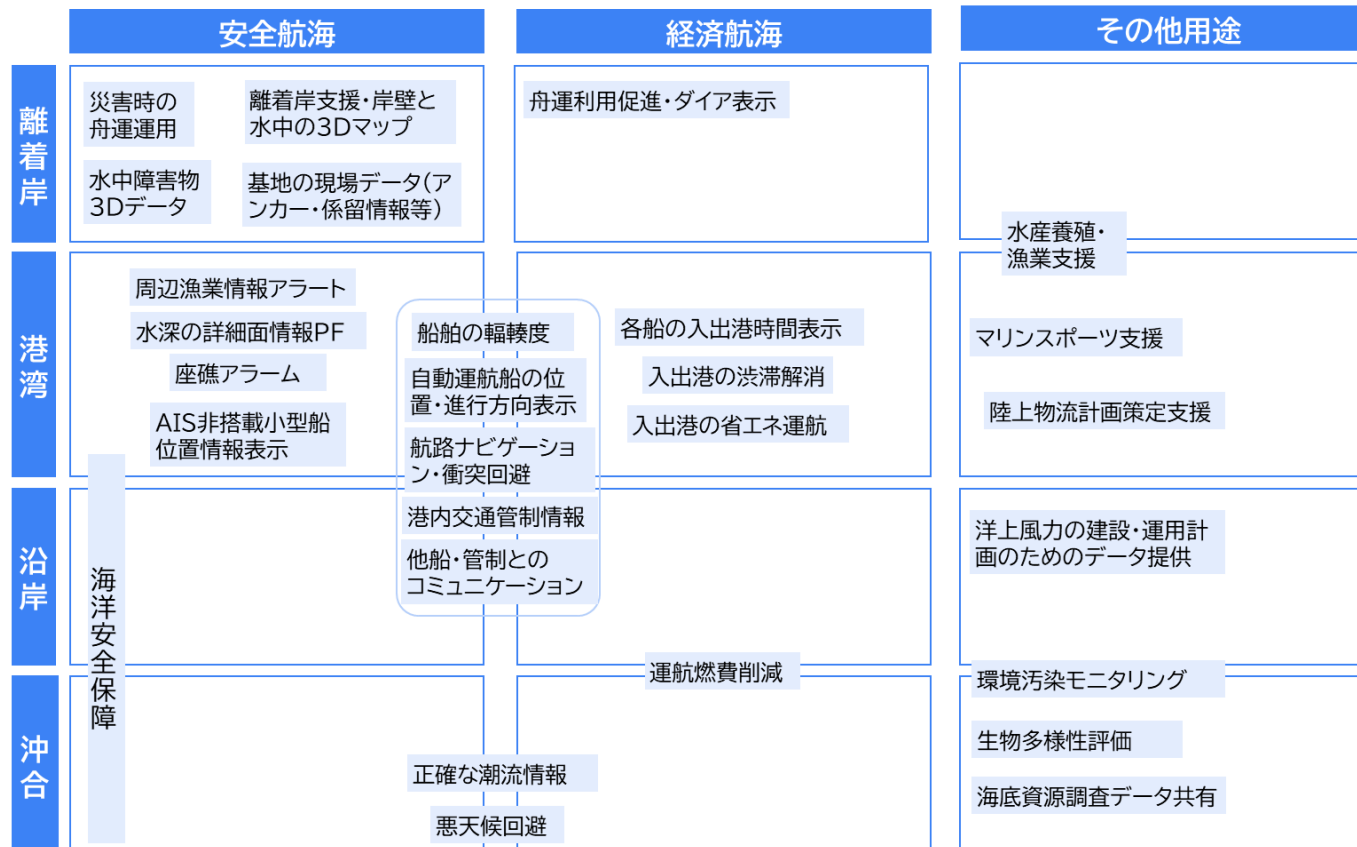 安全航海
経済航海
その他用途
離着岸
災害時の
舟運運用
離着岸支援・岸壁と
水中の3Dマップ
水中障害物
3Dデータ
基地の現場データ(ア
ンカー・係留情報等)
舟運利用促進・ダイア表示
水産養殖・
漁業支援
港湾
周辺漁業情報アラート
水深の詳細面情報PF
座礁アラーム
AIS非搭載小型船
位置情報表示
船舶の輻輳度
自動運航船の位
置・進行方向表示
航路ナビゲーショ
ン・衝突回避
港内交通管制情報
他船・管制との
コミュニケーション
各船の入出港時間表示
入出港の渋滞解消
入出港の省エネ運航
マリンスポーツ支援
陸上物流計画策定支援
沿岸
海洋安全保障
洋上風力の建設・運用計
画のためのデータ提供
運航燃費削減
環境汚染モニタリング
沖合
正確な潮流情報
悪天候回避
生物多様性評価
海底資源調査データ共有